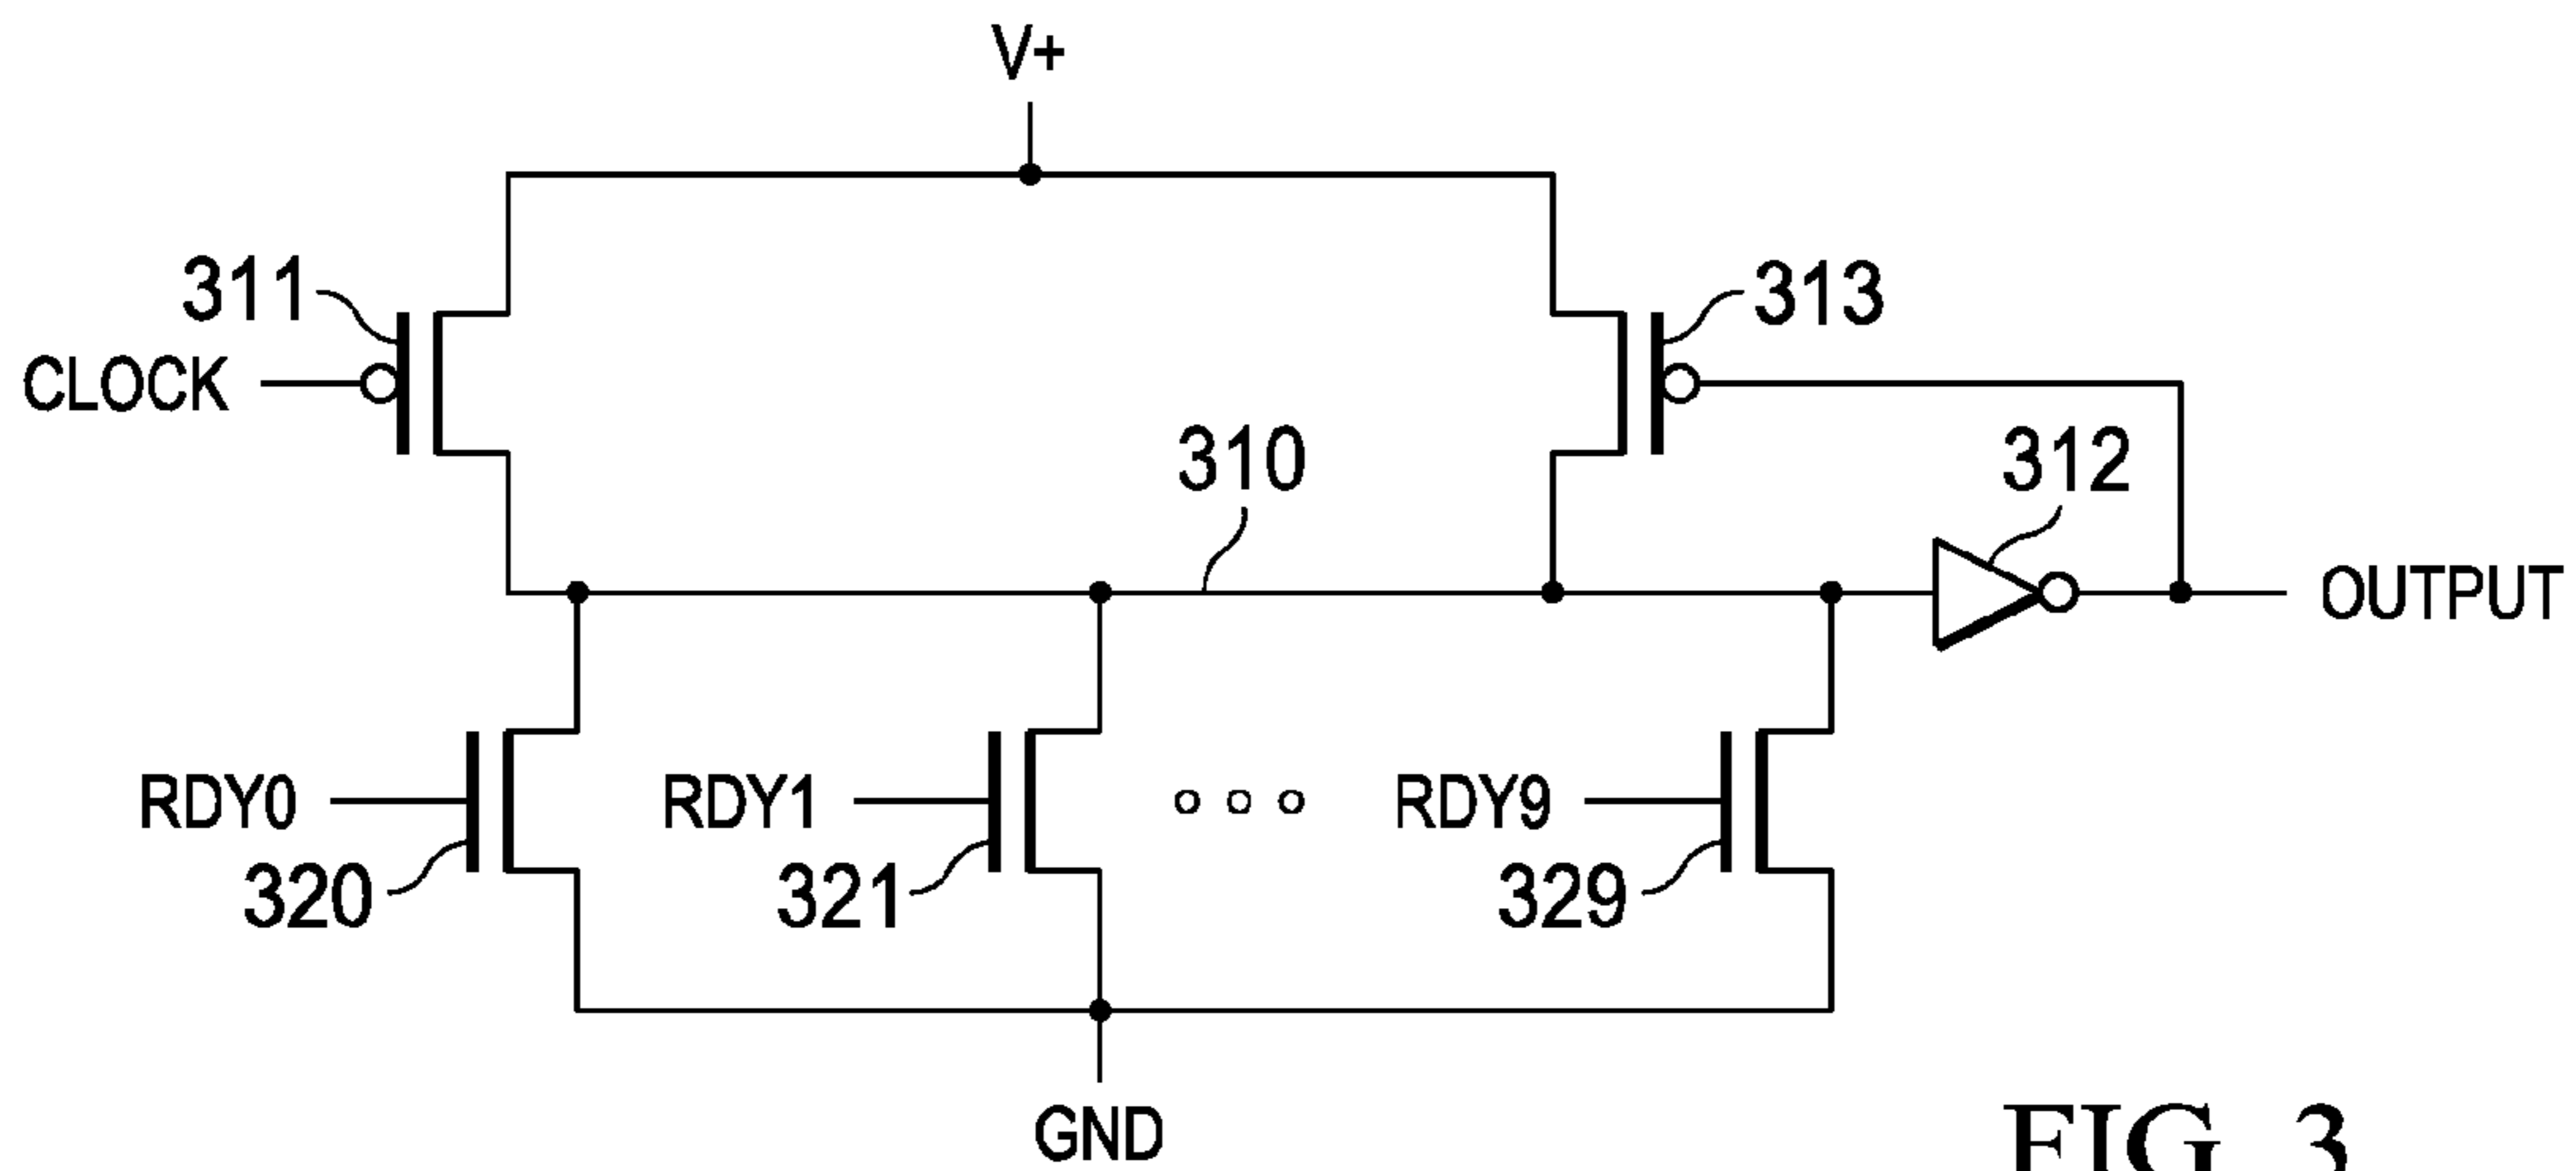 V+
311
313
CLOCK
310
312
OUTPUT
RDY0
RDY1
RDY9
320
321
329
GND
FIG. 3